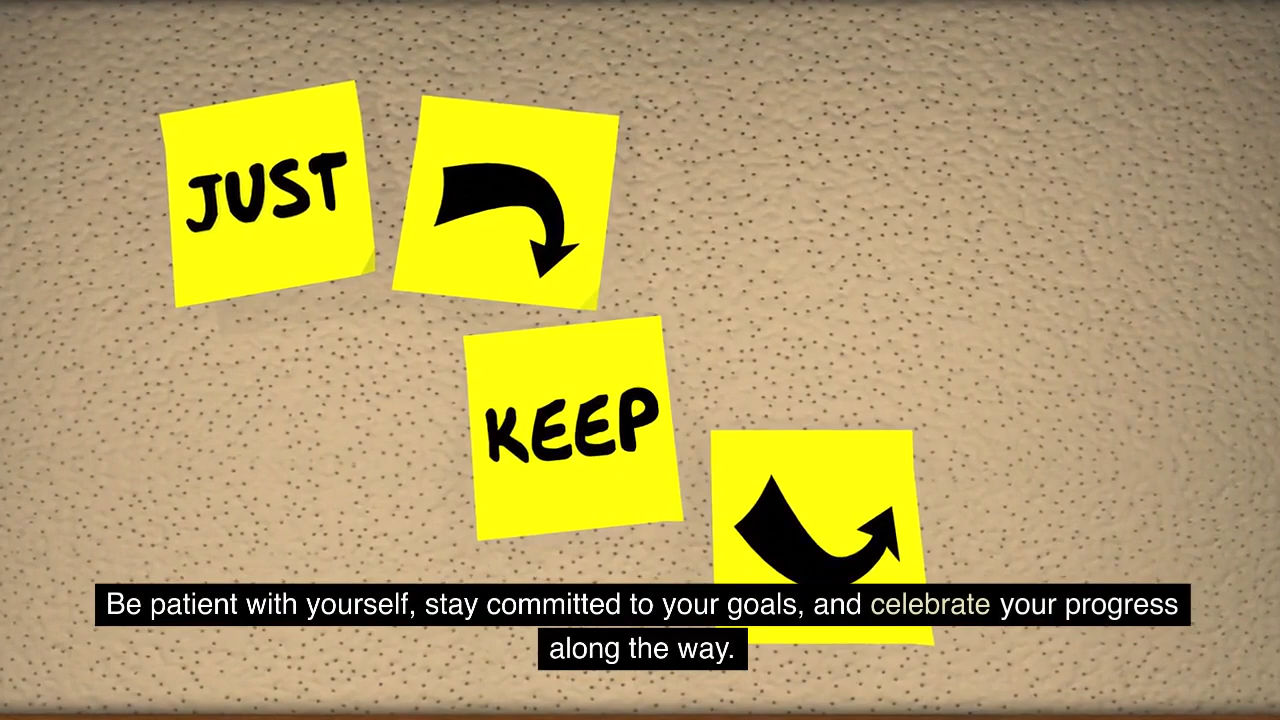 JUST
KEEP
Be patient with yourself, stay committed to your goals, and celebrate your progress
along the way.